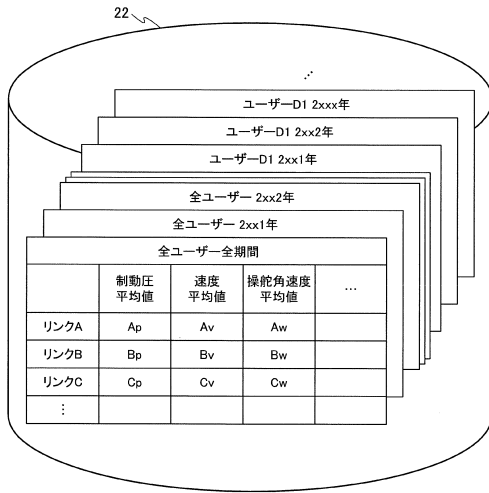 22
…
ユーザーD1 2xxx年
ユーザーD1 2xx2年
ユーザーD1 2xx1年
全ユーザー 2xx2年
全ユーザー 2xx1年
全ユーザー全期間
制動圧
平均値
速度
平均値
操舵角速度
平均値
…
リンクA Ap Av Aw
リンクB Bp Bv Bw
リンクC Cp Cv Cw
⋮